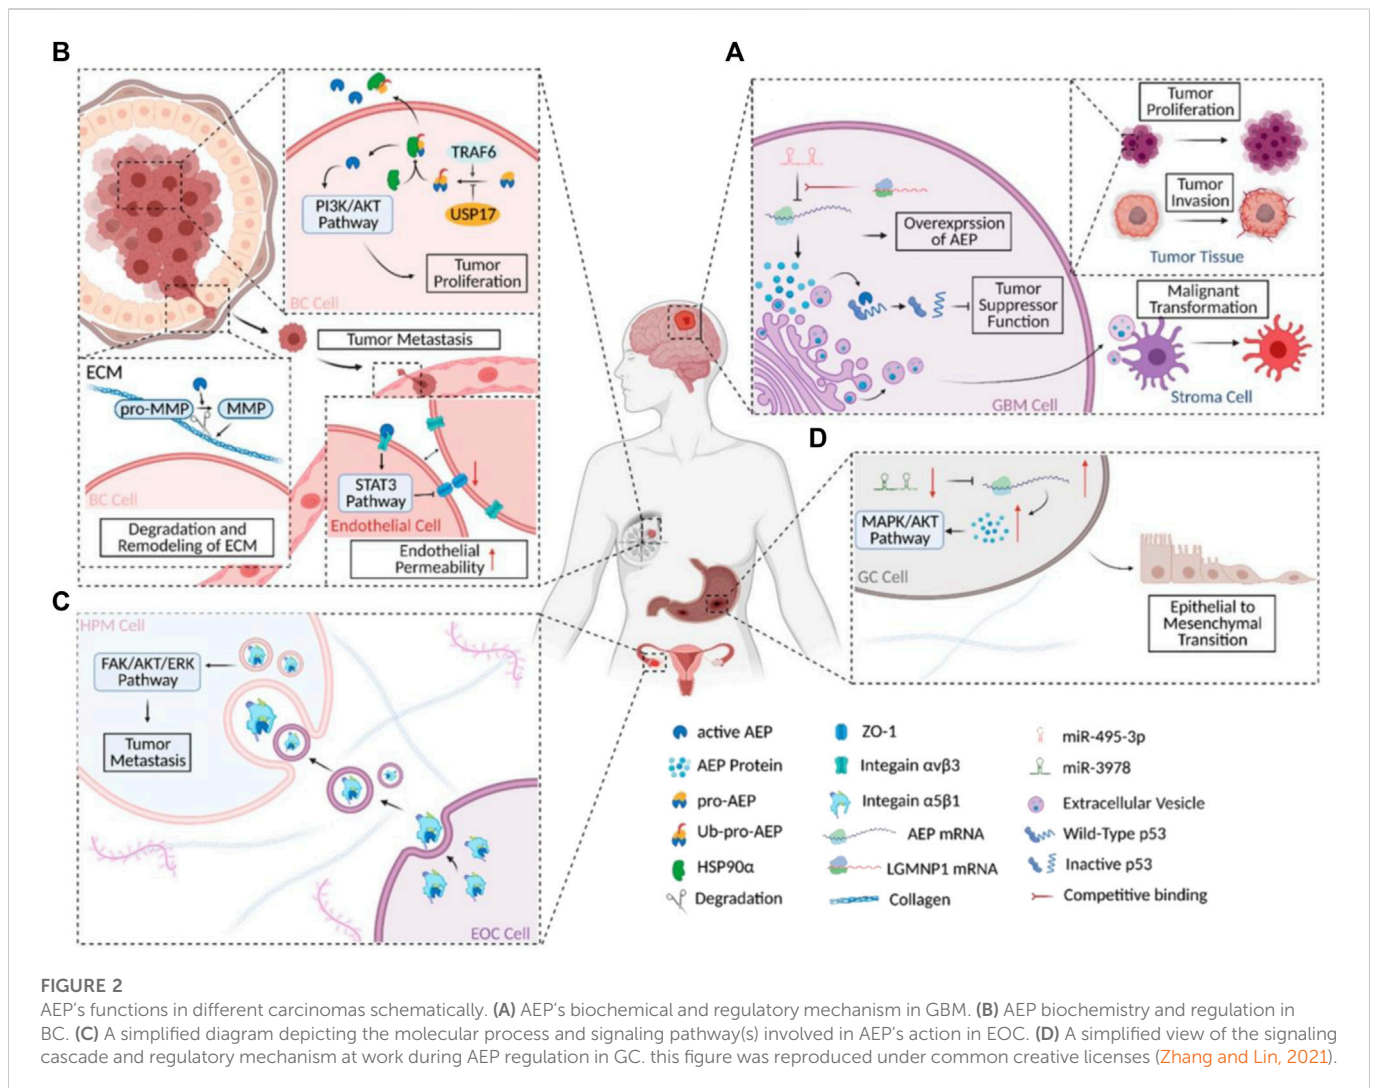 B
TRAF6
USP17
PI3K/AKT
Pathway
Tumor
Proliferation
BC Cell
Tumor Metastasis
ECM
pro-MMP
MMP
BC Cell
Degradation and
Remodeling of ECM
STAT3
Pathway
Endothelial Cell
Endothelial
Permeability
A
Overexprssion
of AEP
Tumor
Suppressor
Function
GBM Cell
Tumor
Proliferation
Tumor
Invasion
Tumor Tissue
Malignant
Transformation
Stroma Cell
D
MAPK/AKT
Pathway
GC Cell
Epithelial to
Mesenchymal
Transition
C
HPM Cell
FAK/AKT/ERK
Pathway
Tumor
Metastasis
EOC Cell
active AEP
AEP Protein
pro-AEP
Ub-pro-AEP
HSP90α
Degradation
ZO-1
Integain αvβ3
Integain α5β1
AEP mRNA
LGMNP1 mRNA
Collagen
miR-495-3p
miR-3978
Extracellular Vesicle
Wild-Type p53
Inactive p53
Competitive binding
FIGURE 2
AEP's functions in different carcinomas schematically. (A) AEP's biochemical and regulatory mechanism in GBM. (B) AEP biochemistry and regulation in
BC. (C) A simplified diagram depicting the molecular process and signaling pathway(s) involved in AEP's action in EOC. (D) A simplified view of the signaling
cascade and regulatory mechanism at work during AEP regulation in GC. this figure was reproduced under common creative licenses (Zhang and Lin, 2021).